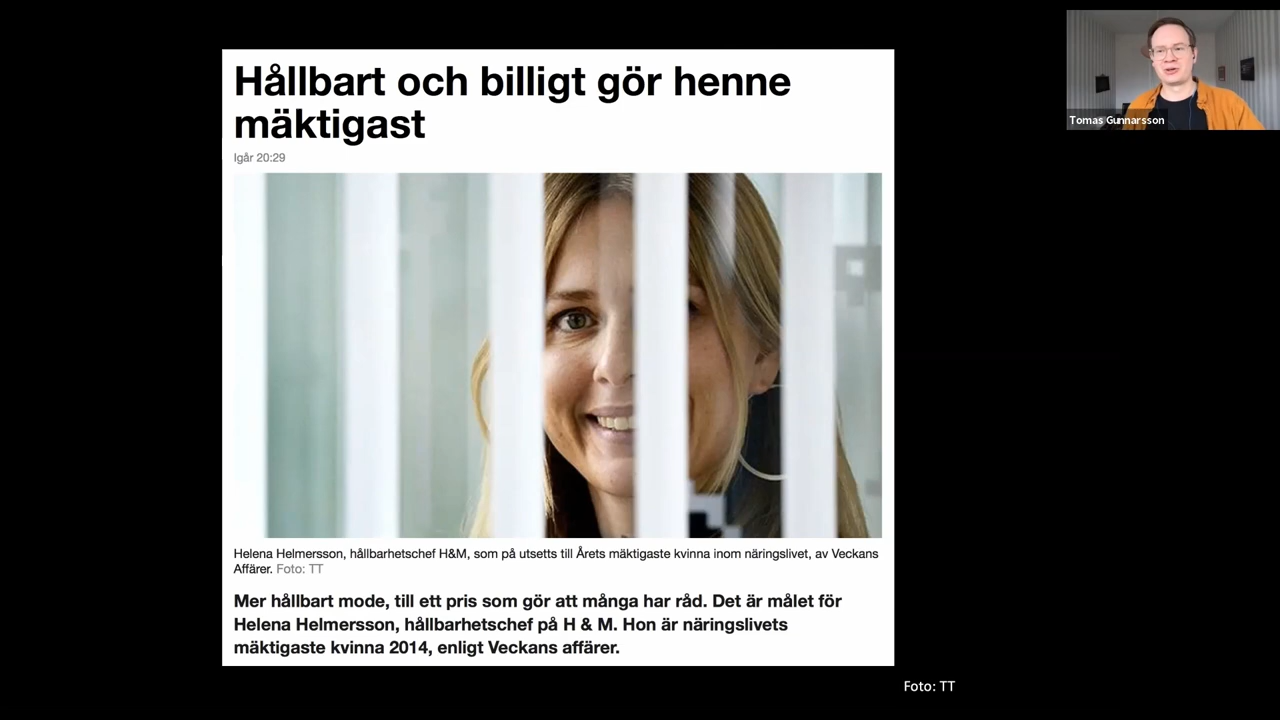 Hållbart och billigt gör henne
mäktigast
Igår 20:29
Helena Helmersson, hållbarhetschef H&M, som på utsetts till Årets mäktigaste kvinna inom näringslivet, av Veckans
Affärer. Foto: TT
Mer hållbart mode, till ett pris som gör att många har råd. Det är målet för
Helena Helmersson, hållbarhetschef på H & M. Hon är näringslivets
mäktigaste kvinna 2014, enligt Veckans affärer.
Foto: TT
Tomas Gunnarsson